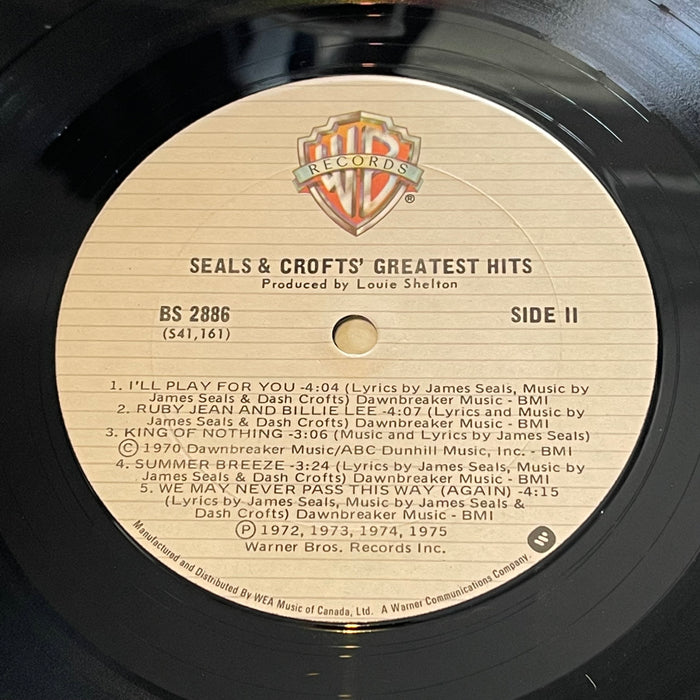 WB
RECORDS
®
SEALS & CROFTS' GREATEST HITS
Produced by Louie Shelton
BS 2886
(S41,161)
SIDE II
1. I'LL PLAY FOR YOU -4:04 (Lyrics by James Seals, Music by
James Seals & Dash Crofts) Dawnbreaker Music - BMI
2. RUBY JEAN AND BILLIE LEE -4:07 (Lyrics and Music by
James Seals & Dash Crofts) Dawnbreaker Music - BMI
3. KING OF NOTHING -3:06 (Music and Lyrics by James Seals)
Ⓒ 1970 Dawnbreaker Music/ABC Dunhill Music, Inc. - BMI
4. SUMMER BREEZE -3:24 (Lyrics by James Seals, Music by
James Seals & Dash Crofts) Dawnbreaker Music - BMI
5. WE MAY NEVER PASS THIS WAY (AGAIN) -4:15
(Lyrics by James Seals, Music by James Seals &
Dash Crofts) Dawnbreaker Music - BMI
Ⓟ 1972, 1973, 1974, 1975
Warner Bros. Records Inc.
Manufactured and Distributed By WEA Music of Canada, Ltd. A Warner Communications Company.